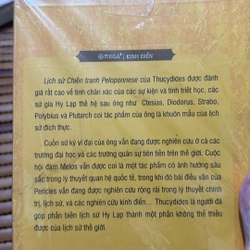 OMEGA⁺ | KINH ĐIỂN
Lịch sử Chiến tranh Peloponnese của Thucydides được đánh
giá rất cao về tính chân xác của các sự kiện và tính triết học, các
sử gia Hy Lạp thế hệ sau ông như Ctesias, Diodorus, Strabo,
Polybius và Plutarch coi tác phẩm của ông là khuôn mẫu của lịch
sử đích thực.
Cuốn sử ký vĩ đại của ông vẫn đang được nghiên cứu ở cả các
trường đại học và các trường quân sự tiên tiến trên thế giới. Cuộc
hội đàm Melos vẫn được coi là một tác phẩm có ảnh hưởng sâu
sắc trong lý thuyết quan hệ quốc tế, trong khi đó bài điếu văn của
Pericles vẫn đang được nghiên cứu rộng rãi trong lý thuyết chính
trị, lịch sử, và các nghiên cứu kinh điển... Thucydides là người đã
góp phần biến lịch sử Hy Lạp thành một phần không thể thiếu
được của lịch sử thế giới.